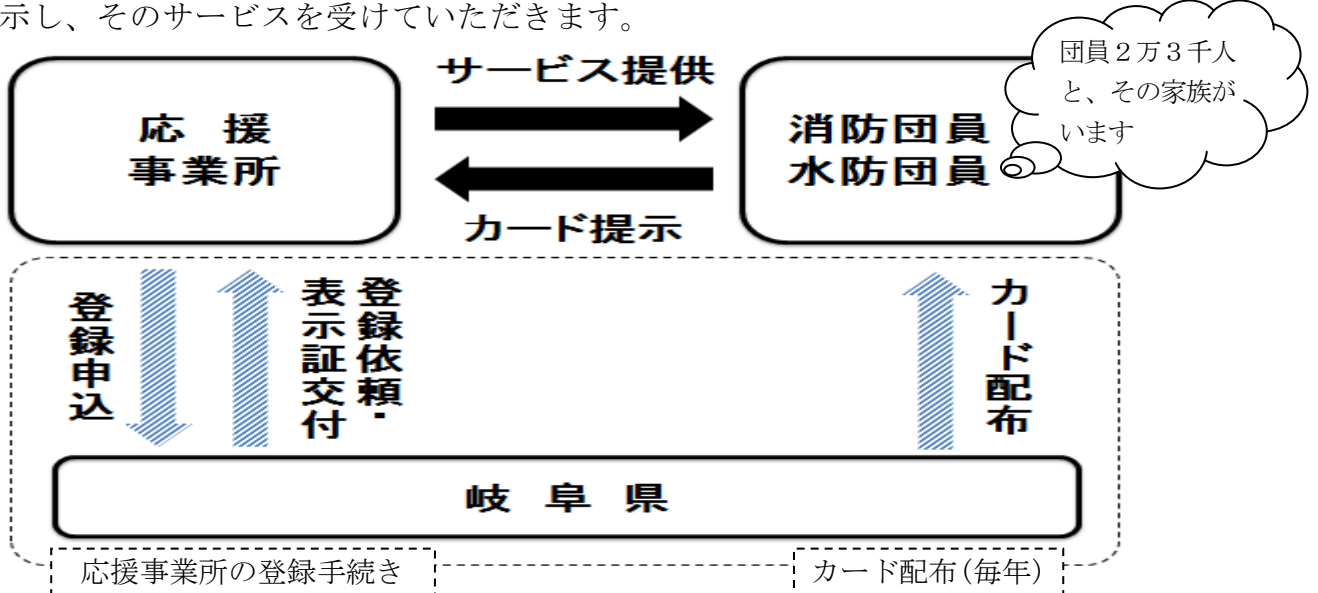 示し、そのサービスを受けていただきます。
団員２万３千人
と、その家族が
います
サービス提供
応　援
事業所
消防団員
水防団員
カード提示
登録申込
登録依頼・
表示証交付
カード配布
岐　阜　県
応援事業所の登録手続き
カード配布（毎年）